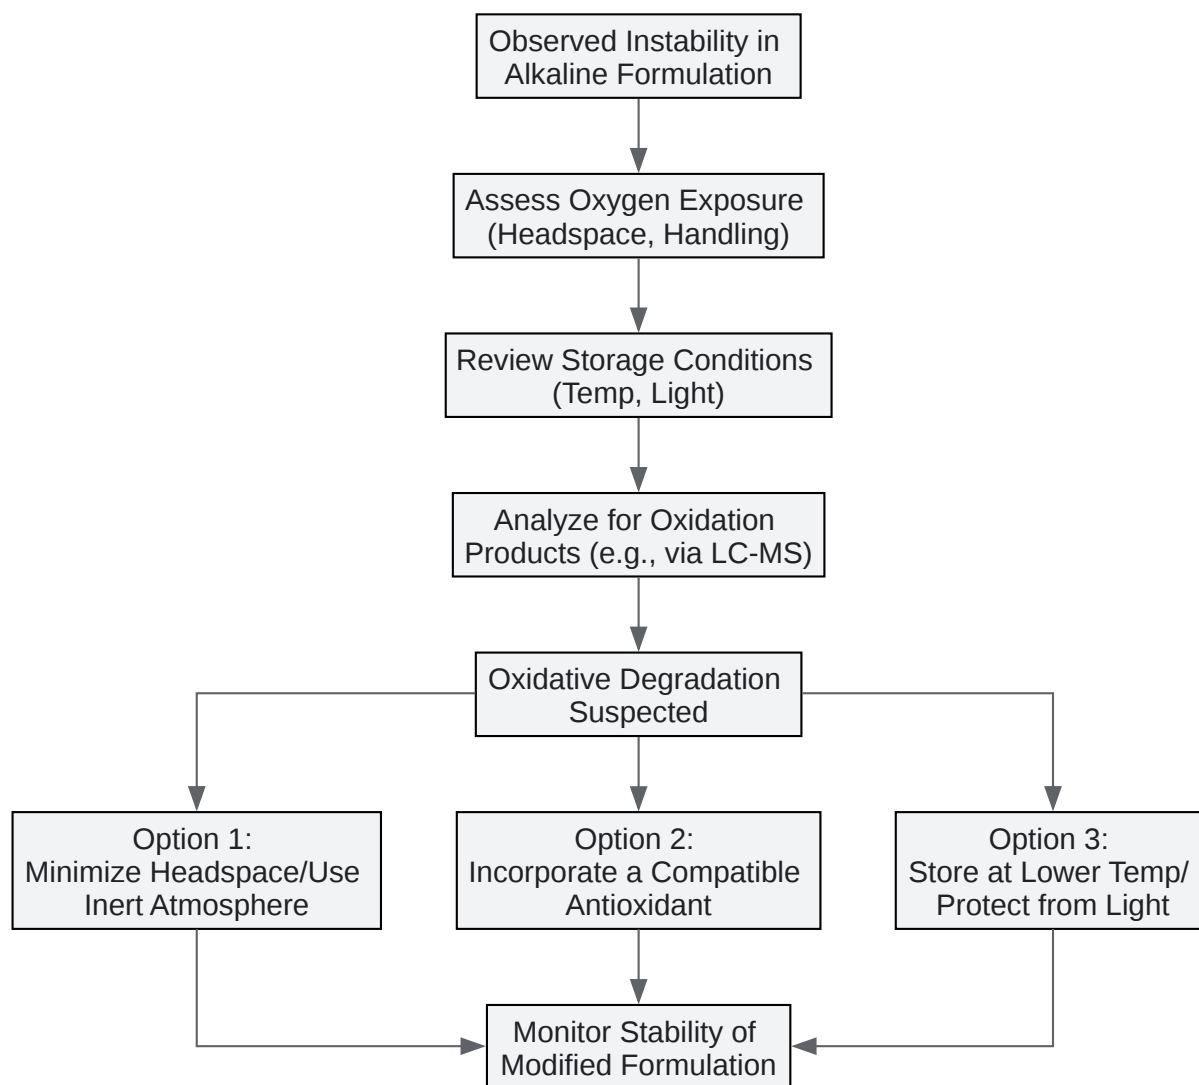 Observed Instability in
Alkaline Formulation
Assess Oxygen Exposure
(Headspace, Handling)
Review Storage Conditions
(Temp, Light)
Analyze for Oxidation
Products (e.g., via LC-MS)
Oxidative Degradation
Suspected
Option 1:
Minimize Headspace/Use
Inert Atmosphere
Option 2:
Incorporate a Compatible
Antioxidant
Option 3:
Store at Lower Temp/
Protect from Light
Monitor Stability of
Modified Formulation